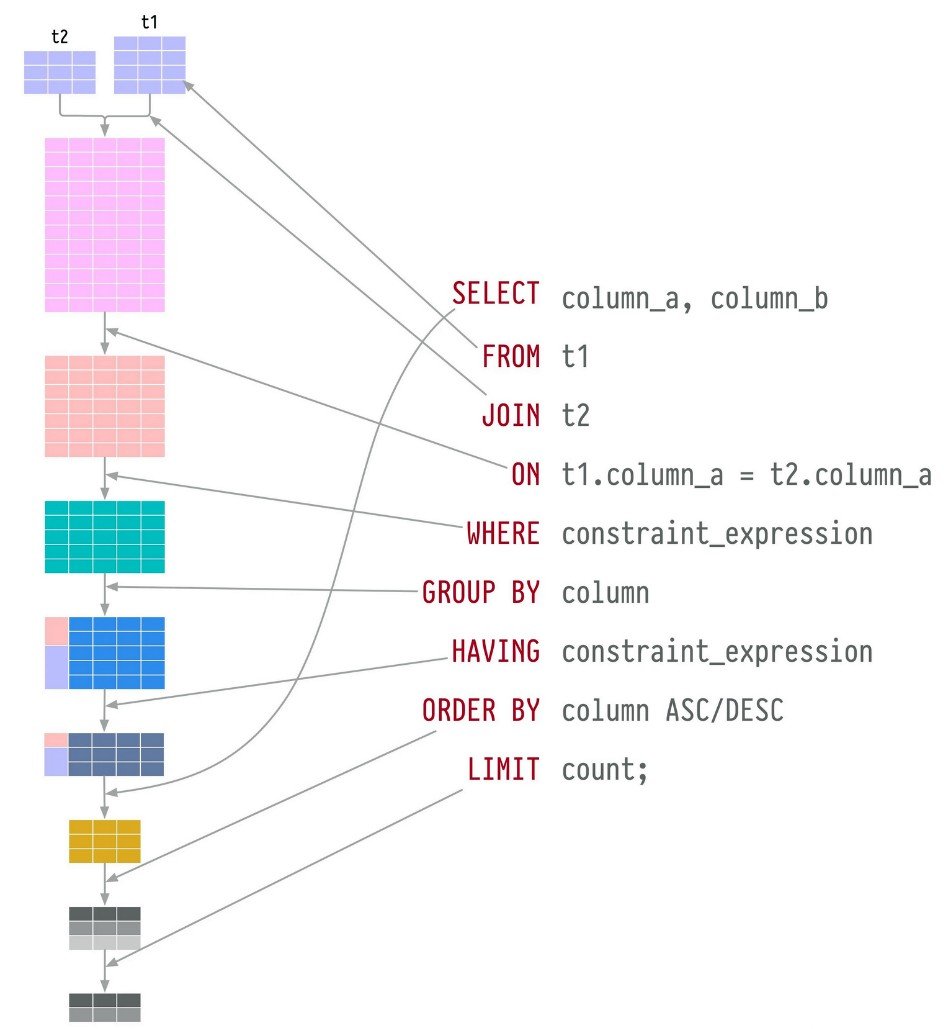 t2
t1
SELECT column_a, column_b
FROM t1
JOIN t2
ON t1.column_a = t2.column_a
WHERE constraint_expression
GROUP BY column
HAVING constraint_expression
ORDER BY column ASC/DESC
LIMIT count;